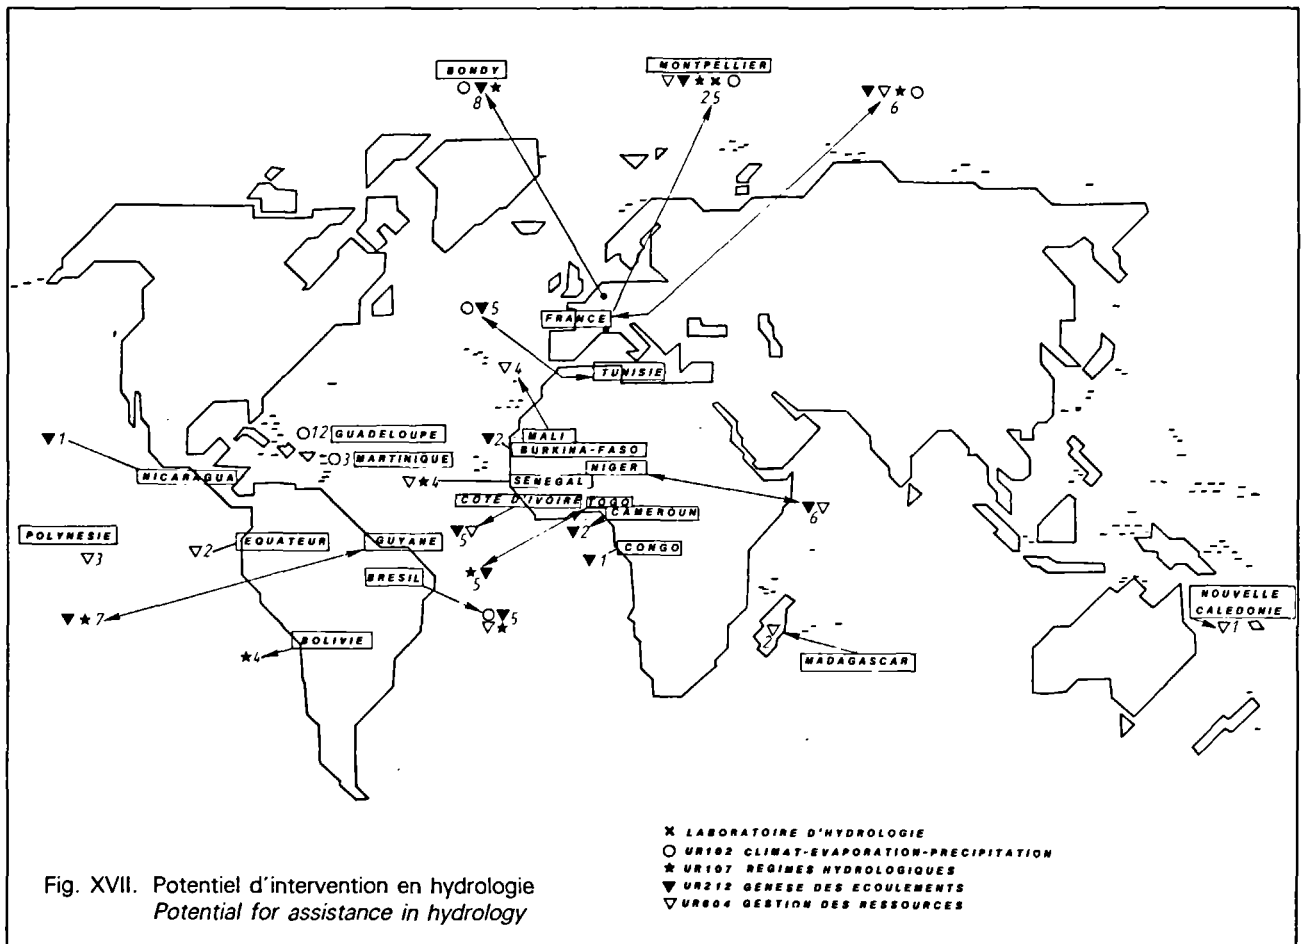 BONDY
8
MONTPELLIER
25
6
5
FRANCE
TUNISIE
4
1
12 GUADELOUPE
3 MARTINIQUE
2
MALI
BURKINA-FASO
NIGER
NICARAGUA
4
SENEGAL
COTE D'IVOIRE
TOGO
CAMEROUN
6
5
2
POLYNESIE
3
2
EQUATEUR
GUYANE
1
CONGO
5
BRESIL
7
5
NOUVELLE
CALEDONIE
1
BOLIVIE
4
2
MADAGASCAR
LABORATOIRE D'HYDROLOGIE
UR102 CLIMAT-EVAPORATION-PRECIPITATION
UR107 REGIMES HYDROLOGIQUES
UR212 GENESE DES ECOULEMENTS
UR604 GESTION DES RESSOURCES
Fig. XVII. Potentiel d'intervention en hydrologie
Potential for assistance in hydrology